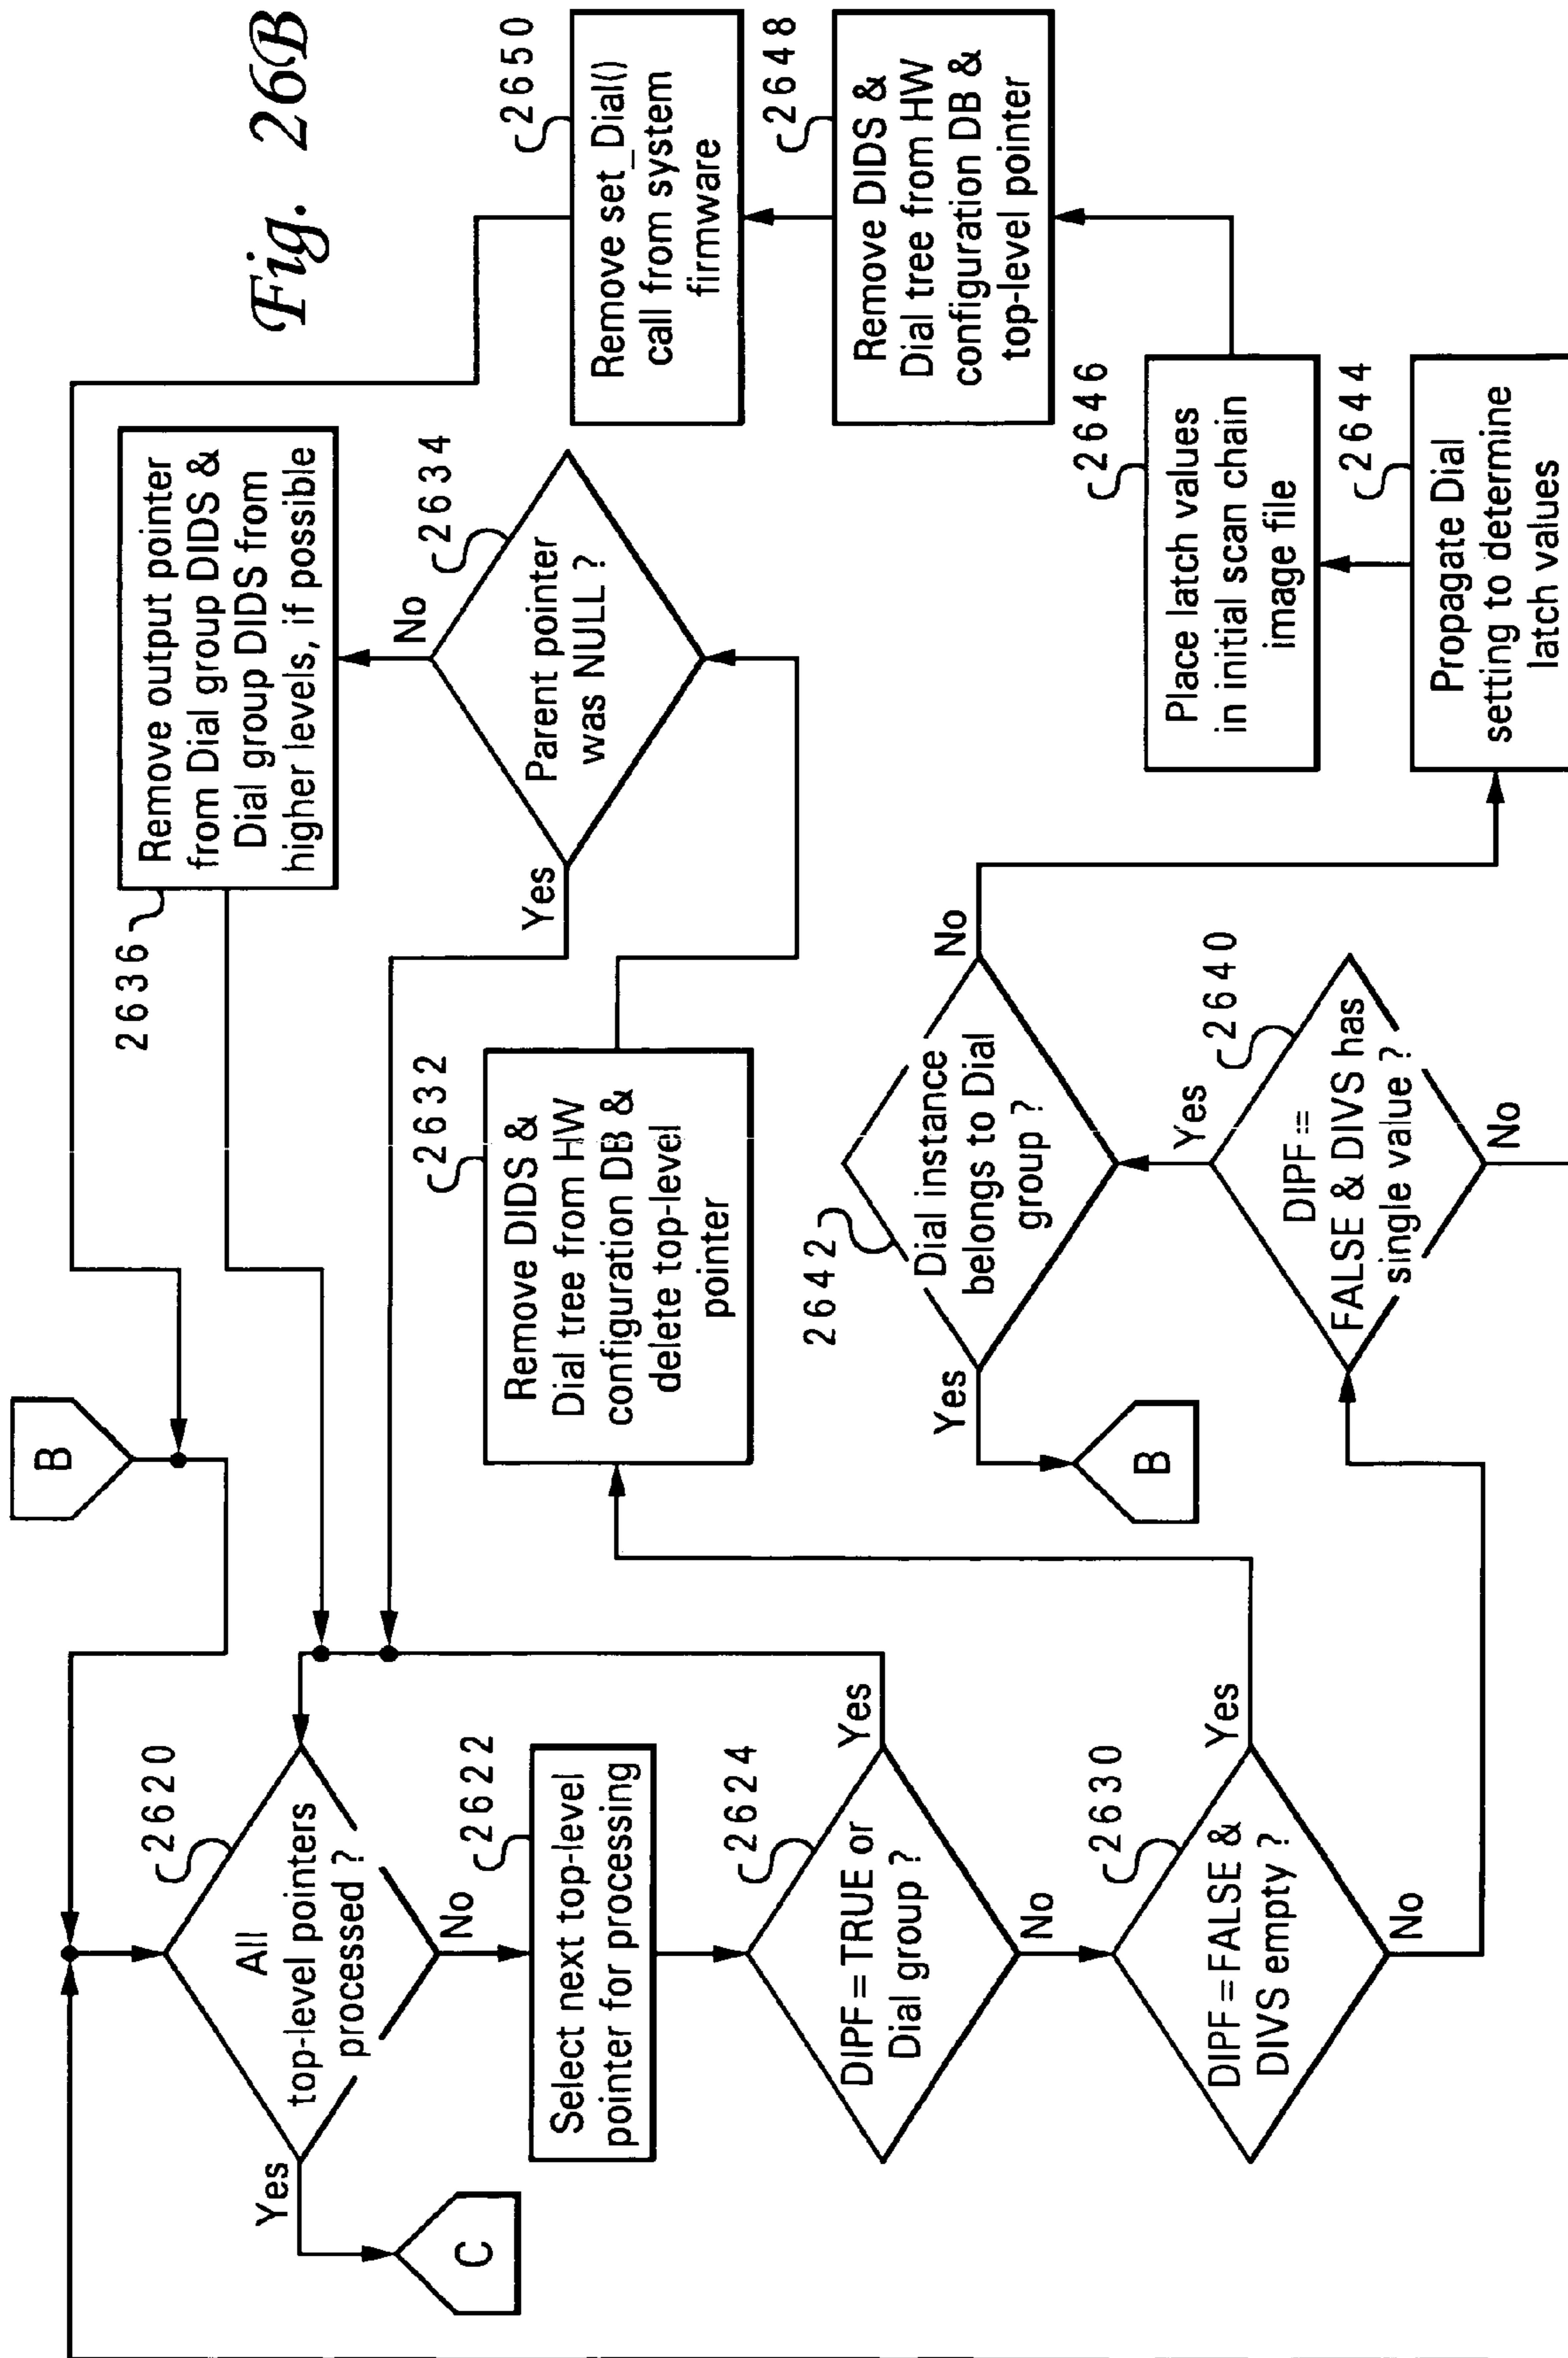 Fig. 26B
B
2620
All
top-level pointers
processed ?
Yes
No
C
2622
Select next top-level
pointer for processing
2624
DIPF = TRUE or
Dial group ?
Yes
No
2630
DIPF = FALSE &
DIVS empty ?
Yes
No
2632
Remove DIDS &
Dial tree from HW
configuration DB &
delete top-level
pointer
2634
Parent pointer
was NULL ?
Yes
No
2636
Remove output pointer
from Dial group DIDS &
Dial group DIDS from
higher levels, if possible
2640
DIPF =
FALSE & DIVS has
single value ?
Yes
No
2642
Dial instance
belongs to Dial
group ?
Yes
No
B
2644
Propagate Dial
setting to determine
latch values
2646
Place latch values
in initial scan chain
image file
2648
Remove DIDS &
Dial tree from HW
configuration DB &
top-level pointer
2650
Remove set_Dial()
call from system
firmware